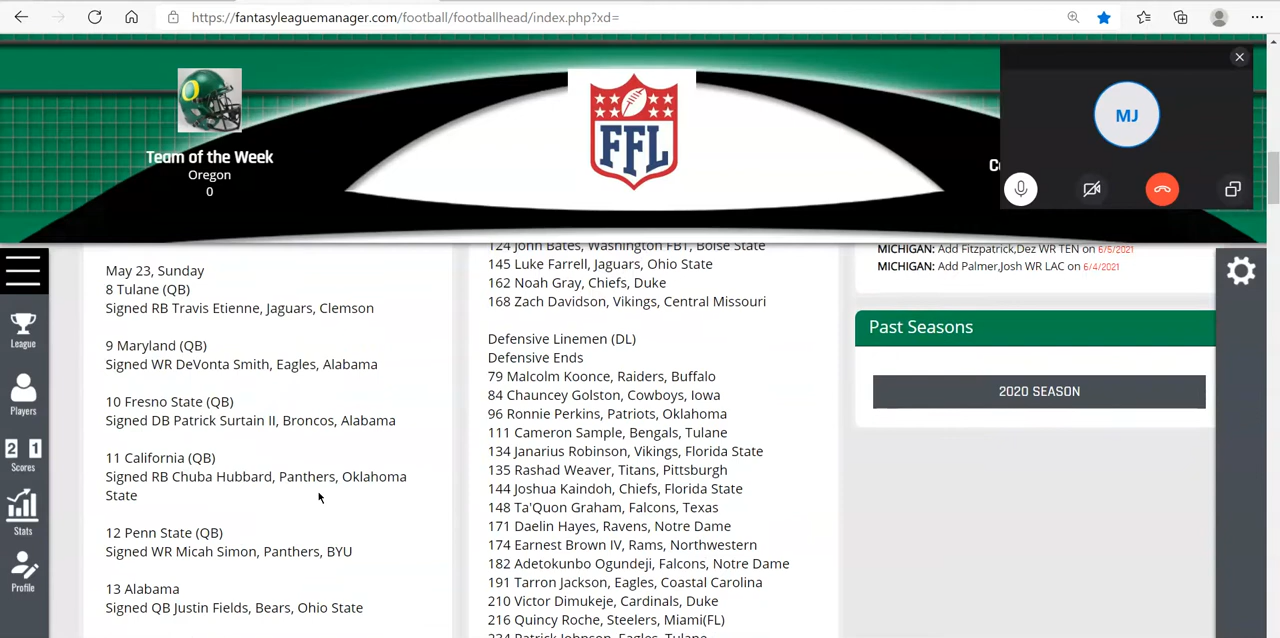 https://fantasyleaguemanager.com/football/footballhead/index.php?xd=
Team of the Week
Oregon
0
FFL
MJ
May 23, Sunday
8 Tulane (QB)
Signed RB Travis Etienne, Jaguars, Clemson
9 Maryland (QB)
Signed WR DeVonta Smith, Eagles, Alabama
10 Fresno State (QB)
Signed DB Patrick Surtain II, Broncos, Alabama
11 California (QB)
Signed RB Chuba Hubbard, Panthers, Oklahoma
State
12 Penn State (QB)
Signed WR Micah Simon, Panthers, BYU
13 Alabama
Signed QB Justin Fields, Bears, Ohio State
124 John Bates, Washington FBT, Boise State
145 Luke Farrell, Jaguars, Ohio State
162 Noah Gray, Chiefs, Duke
168 Zach Davidson, Vikings, Central Missouri
Defensive Linemen (DL)
Defensive Ends
79 Malcolm Koonce, Raiders, Buffalo
84 Chauncey Golston, Cowboys, Iowa
96 Ronnie Perkins, Patriots, Oklahoma
111 Cameron Sample, Bengals, Tulane
134 Janarius Robinson, Vikings, Florida State
135 Rashad Weaver, Titans, Pittsburgh
144 Joshua Kaindoh, Chiefs, Florida State
148 Ta'Quon Graham, Falcons, Texas
171 Daelin Hayes, Ravens, Notre Dame
174 Earnest Brown IV, Rams, Northwestern
182 Adetokunbo Ogundeji, Falcons, Notre Dame
191 Tarron Jackson, Eagles, Coastal Carolina
210 Victor Dimukeje, Cardinals, Duke
216 Quincy Roche, Steelers, Miami(FL)
234 Patrick Johnson, Eagles, Tulane
MICHIGAN: Add Fitzpatrick,Dez WR TEN on 6/5/2021
MICHIGAN: Add Palmer,Josh WR LAC on 6/4/2021
Past Seasons
2020 SEASON
League
Players
2 1
Scores
Stats
Profile